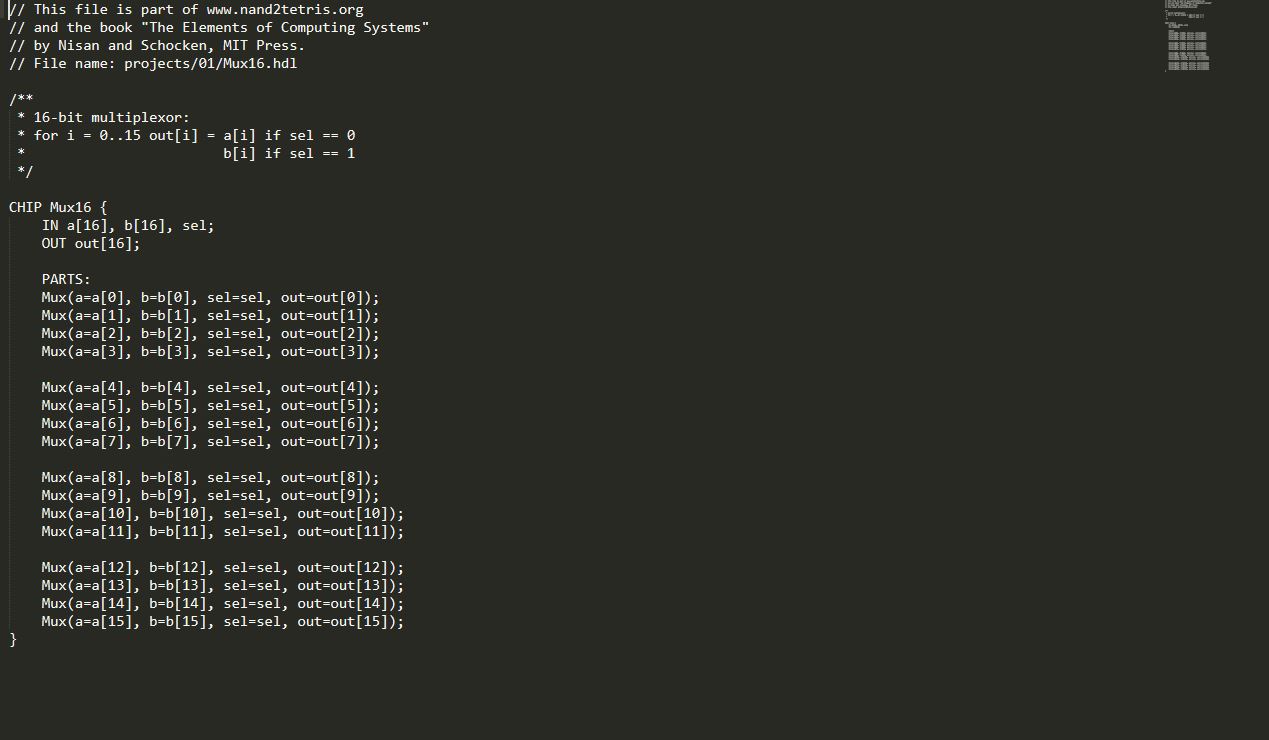 // This file is part of www.nand2tetris.org
// and the book "The Elements of Computing Systems"
// by Nisan and Schocken, MIT Press.
// File name: projects/01/Mux16.hdl

/**
 * 16-bit multiplexor:
 * for i = 0..15 out[i] = a[i] if sel == 0
 *                        b[i] if sel == 1
 */

CHIP Mux16 {
    IN a[16], b[16], sel;
    OUT out[16];

    PARTS:
    Mux(a=a[0], b=b[0], sel=sel, out=out[0]);
    Mux(a=a[1], b=b[1], sel=sel, out=out[1]);
    Mux(a=a[2], b=b[2], sel=sel, out=out[2]);
    Mux(a=a[3], b=b[3], sel=sel, out=out[3]);

    Mux(a=a[4], b=b[4], sel=sel, out=out[4]);
    Mux(a=a[5], b=b[5], sel=sel, out=out[5]);
    Mux(a=a[6], b=b[6], sel=sel, out=out[6]);
    Mux(a=a[7], b=b[7], sel=sel, out=out[7]);

    Mux(a=a[8], b=b[8], sel=sel, out=out[8]);
    Mux(a=a[9], b=b[9], sel=sel, out=out[9]);
    Mux(a=a[10], b=b[10], sel=sel, out=out[10]);
    Mux(a=a[11], b=b[11], sel=sel, out=out[11]);

    Mux(a=a[12], b=b[12], sel=sel, out=out[12]);
    Mux(a=a[13], b=b[13], sel=sel, out=out[13]);
    Mux(a=a[14], b=b[14], sel=sel, out=out[14]);
    Mux(a=a[15], b=b[15], sel=sel, out=out[15]);
}